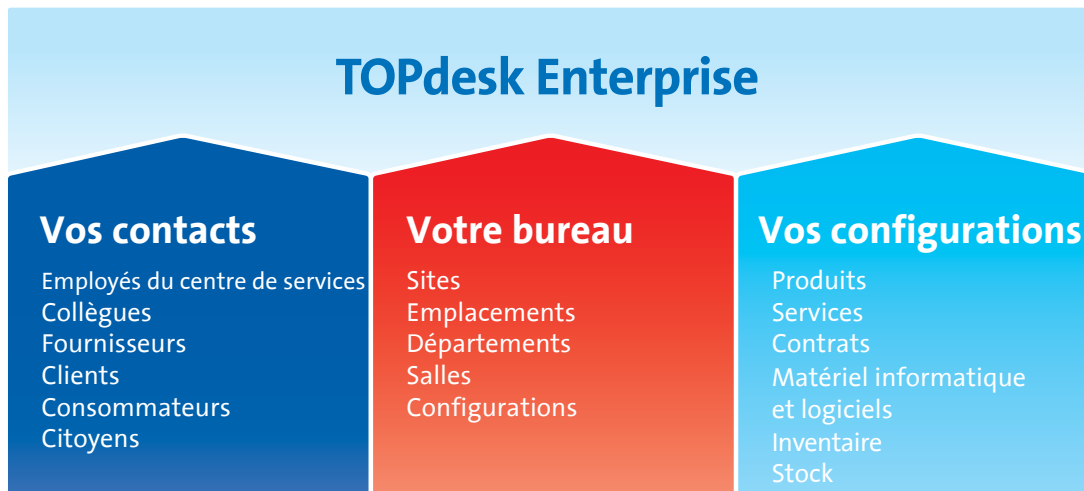 TOPdesk Enterprise
Vos contacts
Employés du centre de services
Collègues
Fournisseurs
Clients
Consommateurs
Citoyens
Votre bureau
Sites
Emplacements
Départements
Salles
Configurations
Vos configurations
Produits
Services
Contrats
Matériel informatique
et logiciels
Inventaire
Stock